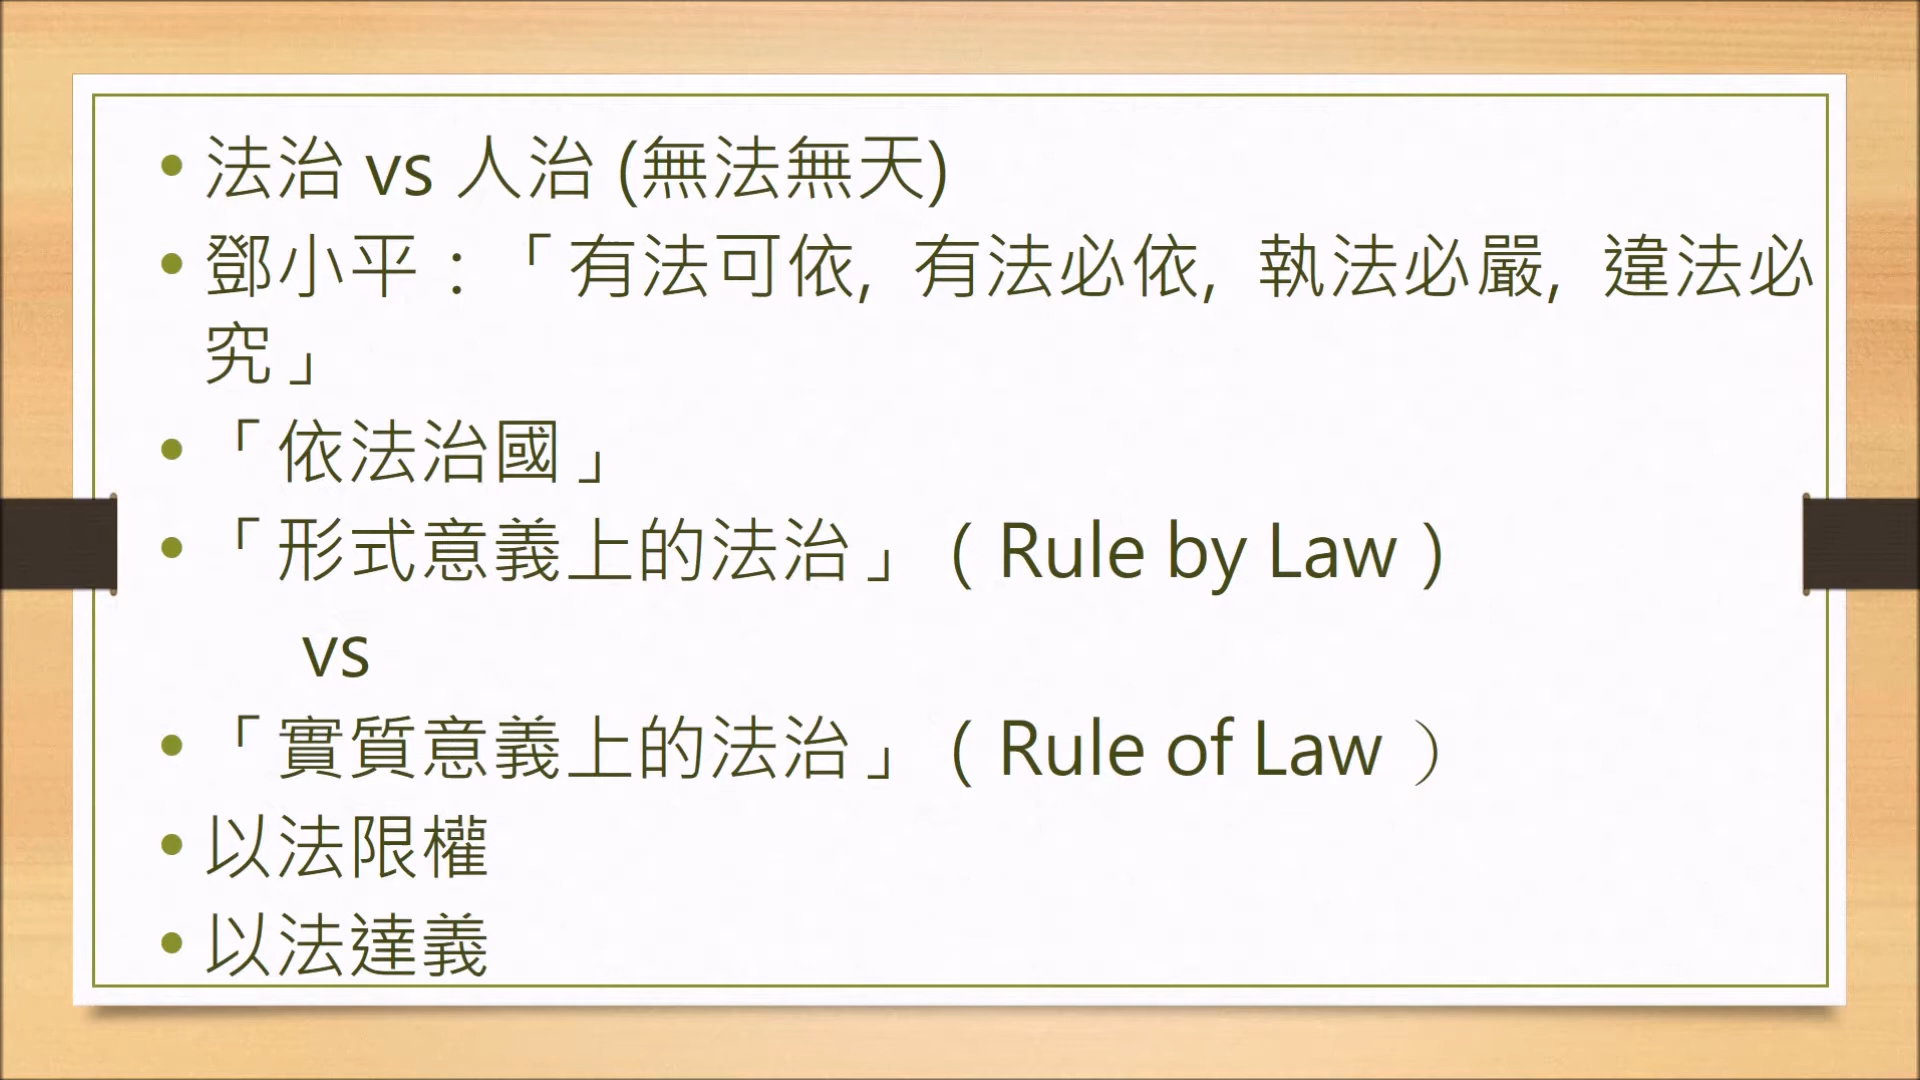 • 法治 vs 人治 (無法無天)
• 鄧小平：「有法可依, 有法必依, 執法必嚴, 違法必
究」
• 「依法治國」
• 「形式意義上的法治」（Rule by Law）
vs
• 「實質意義上的法治」（Rule of Law ）
• 以法限權
• 以法達義